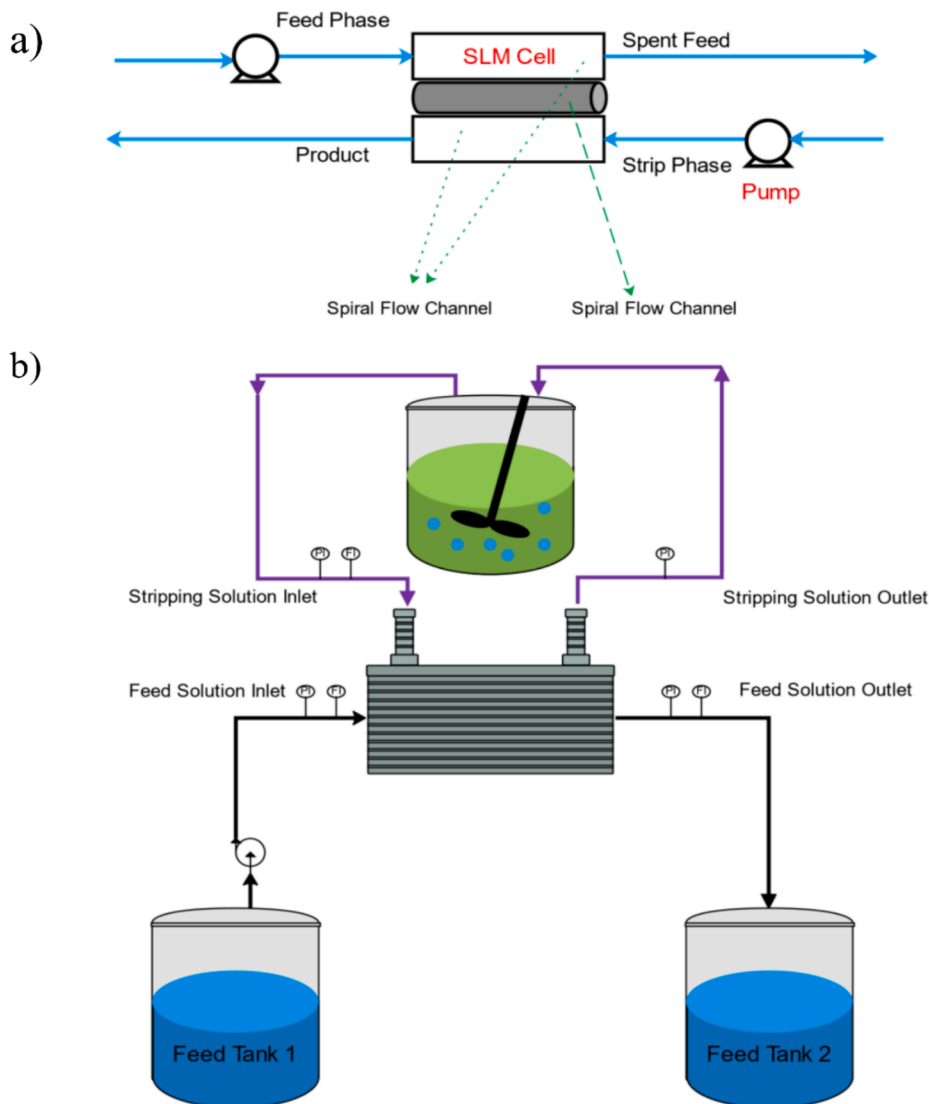 a)
Feed Phase
SLM Cell
Spent Feed
Product
Strip Phase
Pump
Spiral Flow Channel
Spiral Flow Channel
b)
PI
FI
PI
Stripping Solution Inlet
Stripping Solution Outlet
Feed Solution Inlet
PI
FI
PI
FI
Feed Solution Outlet
Feed Tank 1
Feed Tank 2